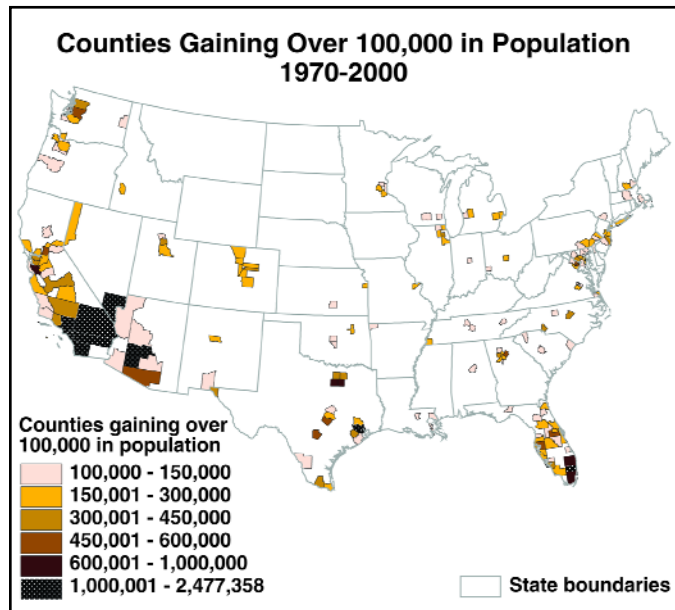 Counties Gaining Over 100,000 in Population
1970-2000
Counties gaining over
100,000 in population
100,000 - 150,000
150,001 - 300,000
300,001 - 450,000
450,001 - 600,000
600,001 - 1,000,000
1,000,001 - 2,477,358
State boundaries